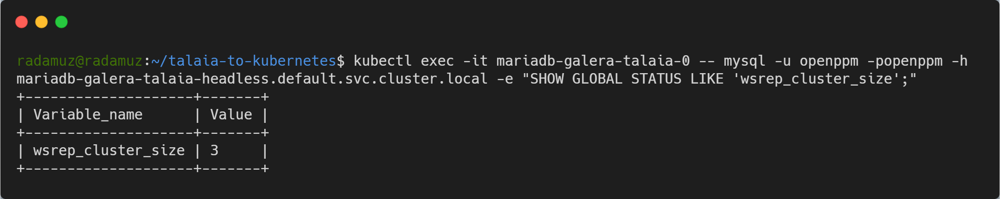 radamuz@radamuz:~/talaia-to-kubernetes$ kubectl exec -it mariadb-galera-talaia-0 -- mysql -u openppm -popenppm -h
mariadb-galera-talaia-headless.default.svc.cluster.local -e "SHOW GLOBAL STATUS LIKE 'wsrep_cluster_size';"
+--------------------+-------+
| Variable_name      | Value |
+--------------------+-------+
| wsrep_cluster_size | 3     |
+--------------------+-------+